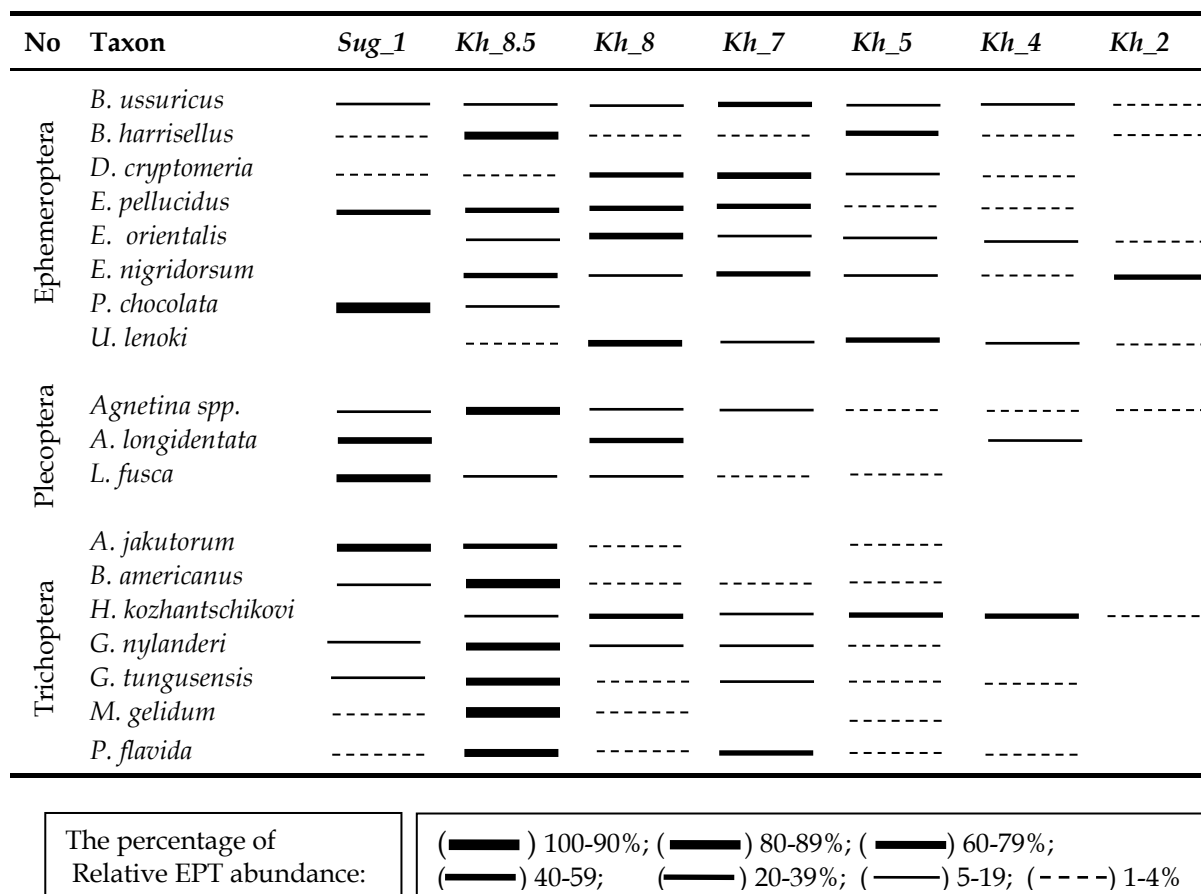 No Taxon Sug_1 Kh_8.5 Kh_8 Kh_7 Kh_5 Kh_4 Kh_2
Ephemeroptera
B. ussuricus
B. harrisellus
D. cryptomeria
E. pellucidus
E. orientalis
E. nigridorsum
P. chocolata
U. lenoki
Plecoptera
Agnetina spp.
A. longidentata
L. fusca
Trichoptera
A. jakutorum
B. americanus
H. kozhantschikovi
G. nylanderi
G. tungusensis
M. gelidum
P. flavida
The percentage of
Relative EPT abundance:
( ) 100-90%; ( ) 80-89%; ( ) 60-79%;
( ) 40-59; ( ) 20-39%; ( ) 5-19; ( ) 1-4%